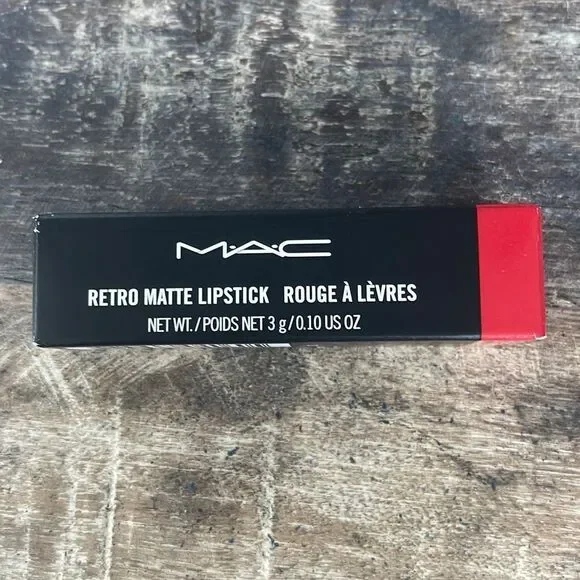 M·A·C
RETRO MATTE LIPSTICK ROUGE À LÈVRES
NET WT./POIDS NET 3 g/0.10 US OZ